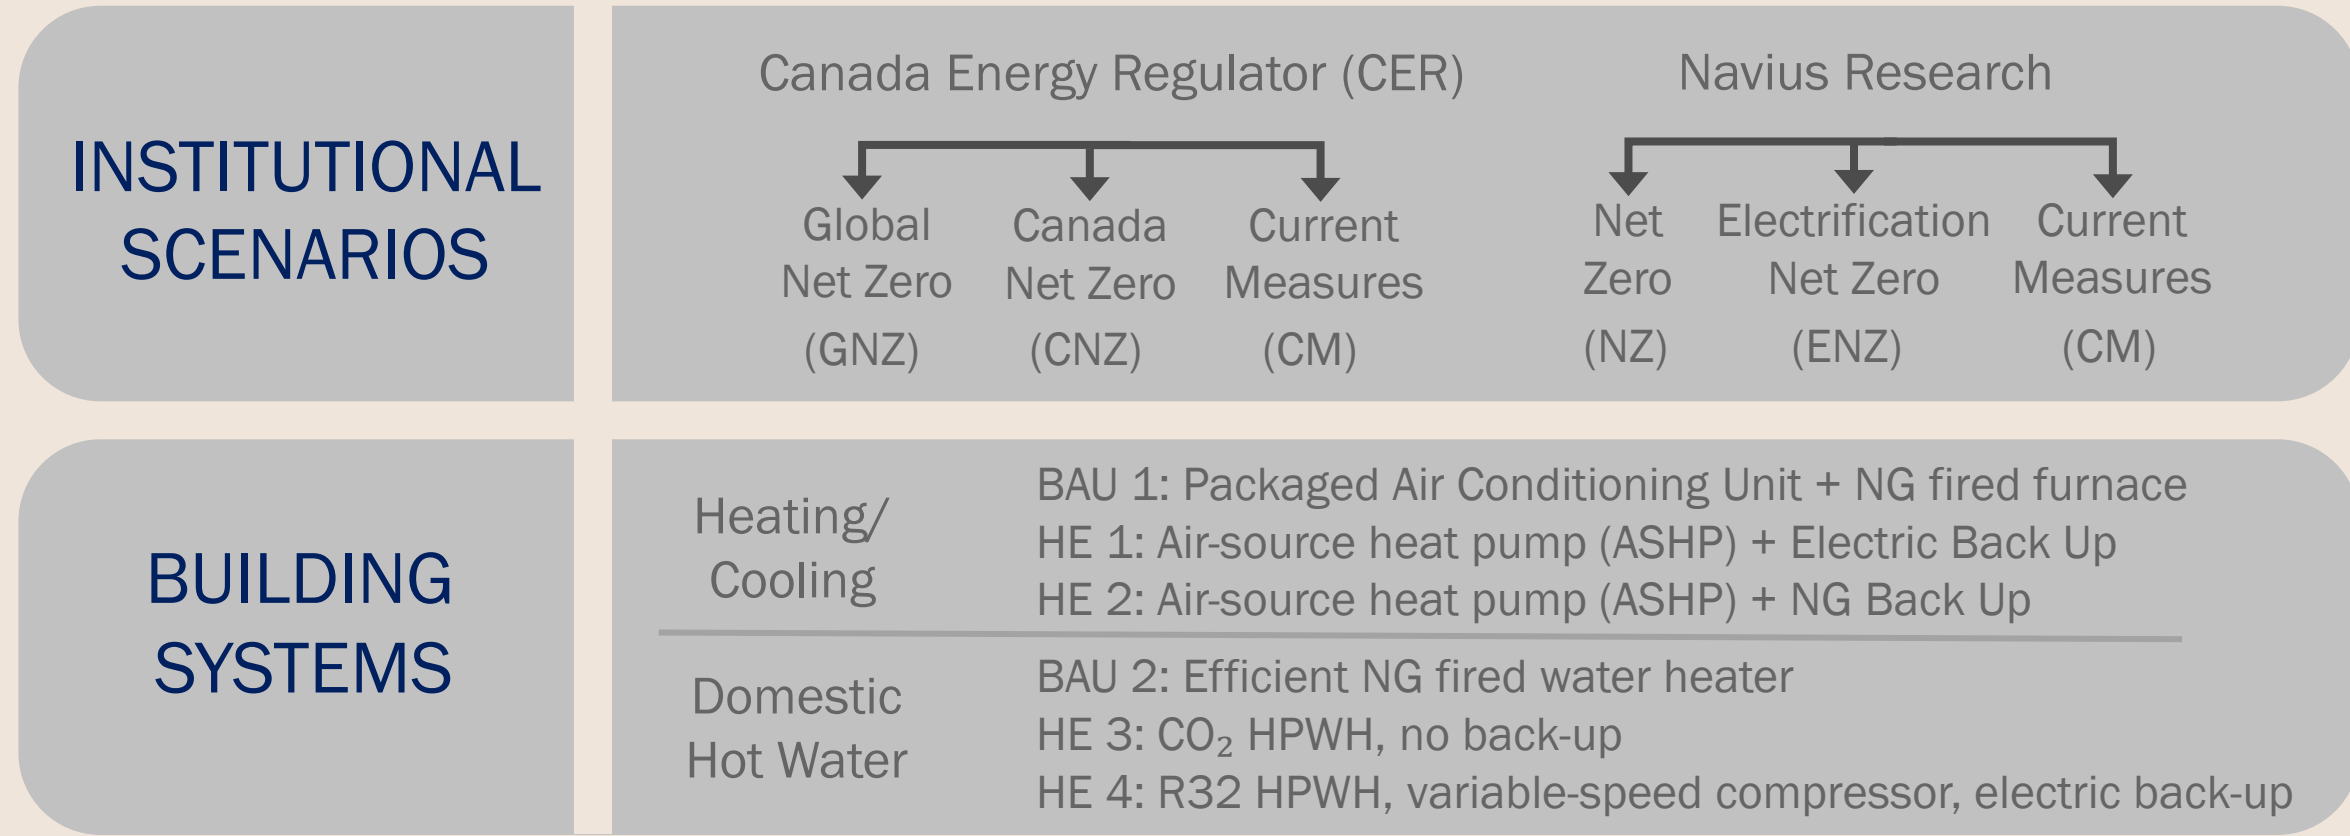 INSTITUTIONAL
SCENARIOS
Canada Energy Regulator (CER)
Global
Net Zero
(GNZ)
Canada
Net Zero
(CNZ)
Current
Measures
(CM)
Navius Research
Net
Zero
(NZ)
Electrification
Net Zero
(ENZ)
Current
Measures
(CM)
BUILDING
SYSTEMS
Heating/
Cooling
BAU 1: Packaged Air Conditioning Unit + NG fired furnace
HE 1: Air-source heat pump (ASHP) + Electric Back Up
HE 2: Air-source heat pump (ASHP) + NG Back Up
Domestic
Hot Water
BAU 2: Efficient NG fired water heater
HE 3: CO₂ HPWH, no back-up
HE 4: R32 HPWH, variable-speed compressor, electric back-up